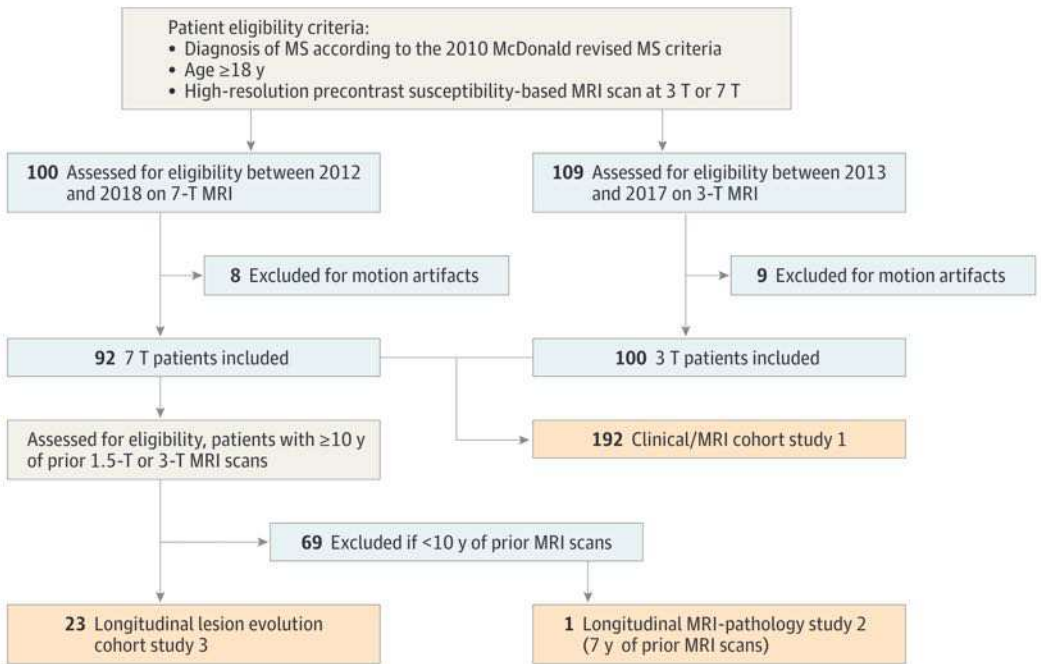 Patient eligibility criteria:
• Diagnosis of MS according to the 2010 McDonald revised MS criteria
• Age ≥18 y
• High-resolution precontrast susceptibility-based MRI scan at 3 T or 7 T
100 Assessed for eligibility between 2012
and 2018 on 7-T MRI
109 Assessed for eligibility between 2013
and 2017 on 3-T MRI
8 Excluded for motion artifacts
9 Excluded for motion artifacts
92 7 T patients included
100 3 T patients included
Assessed for eligibility, patients with ≥10 y
of prior 1.5-T or 3-T MRI scans
192 Clinical/MRI cohort study 1
69 Excluded if <10 y of prior MRI scans
23 Longitudinal lesion evolution
cohort study 3
1 Longitudinal MRI-pathology study 2
(7 y of prior MRI scans)